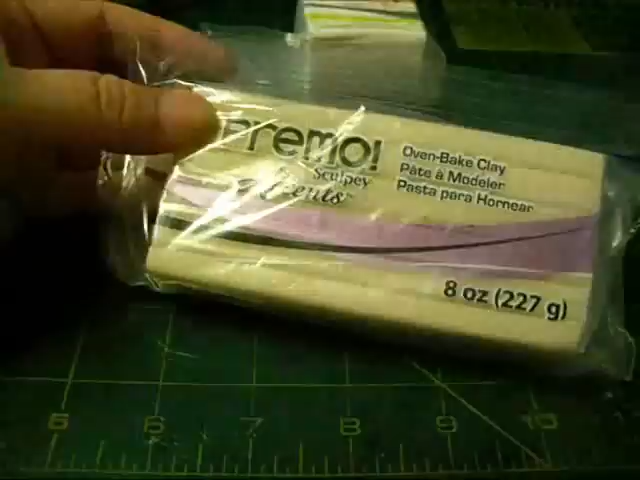 Premo!
Sculpey
Accents
Oven-Bake Clay
Pâte à Modeler
Pasta para Hornear
8 oz (227 g)
6 6 7 8 9 10